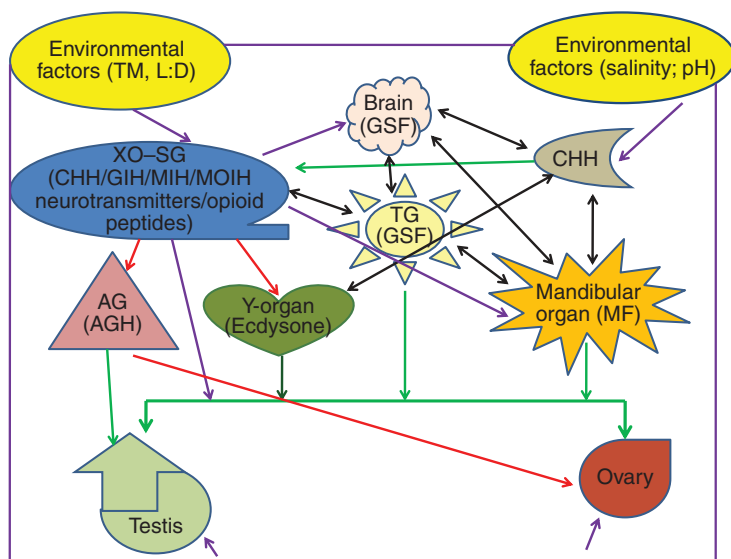 Environmental
factors (TM, L:D)
Environmental
factors (salinity; pH)
Brain
(GSF)
CHH
XO–SG
(CHH/GIH/MIH/MOIH
neurotransmitters/opioid
peptides)
TG
(GSF)
AG
(AGH)
Y-organ
(Ecdysone)
Mandibular
organ (MF)
Testis
Ovary